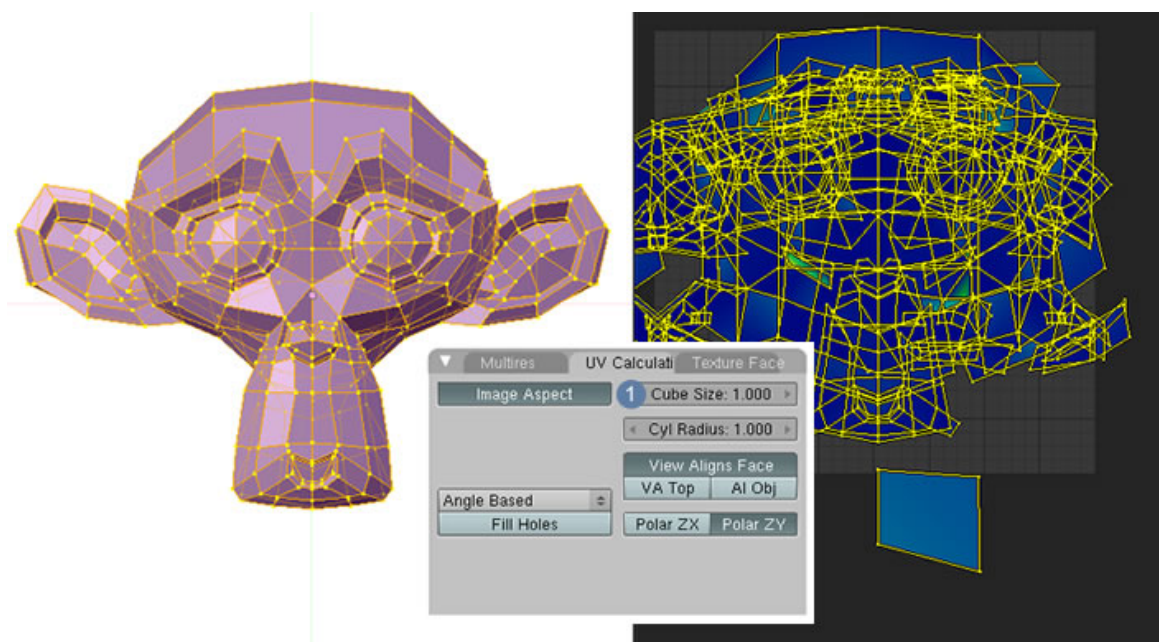 Multires UV Calculati Texture Face
Image Aspect 1 Cube Size: 1.000
Cyl Radius: 1.000
View Aligns Face
VA Top Al Obj
Angle Based
Fill Holes Polar ZX Polar ZY